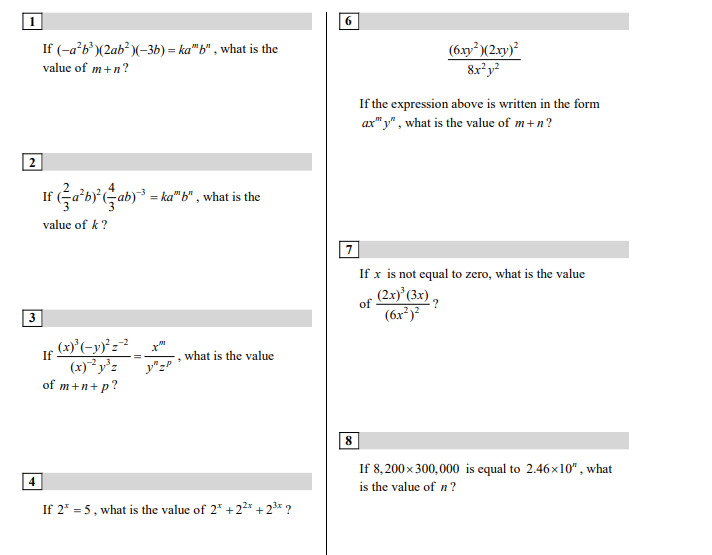 1
If (−a²b³)(2ab²)(−3b) = kaᵐbⁿ , what is the
value of m + n ?
2
If (2/3 a²b)²(4/3 ab)⁻³ = kaᵐbⁿ , what is the
value of k ?
3
If (x)³(−y)²z⁻² / (x)⁻²y³z = xᵐ / yⁿzᵖ , what is the value
of m + n + p ?
4
If 2ˣ = 5 , what is the value of 2ˣ + 2²ˣ + 2³ˣ ?
6
(6xy²)(2xy)² / 8x²y²
If the expression above is written in the form
axᵐyⁿ , what is the value of m + n ?
7
If x is not equal to zero, what is the value
of (2x)³(3x) / (6x²)² ?
8
If 8,200 × 300,000 is equal to 2.46 × 10ⁿ , what
is the value of n ?